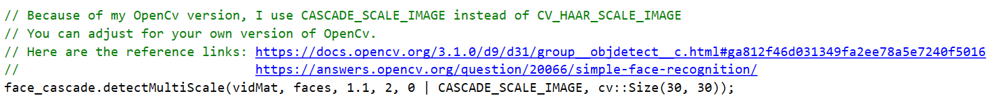 // Because of my OpenCv version, I use CASCADE_SCALE_IMAGE instead of CV_HAAR_SCALE_IMAGE
// You can adjust for your own version of OpenCv.
// Here are the reference links: https://docs.opencv.org/3.1.0/d9/d31/group__objdetect__c.html#ga812f46d031349fa2ee78a5e7240f5016
//                               https://answers.opencv.org/question/20066/simple-face-recognition/
face_cascade.detectMultiScale(vidMat, faces, 1.1, 2, 0 | CASCADE_SCALE_IMAGE, cv::Size(30, 30));